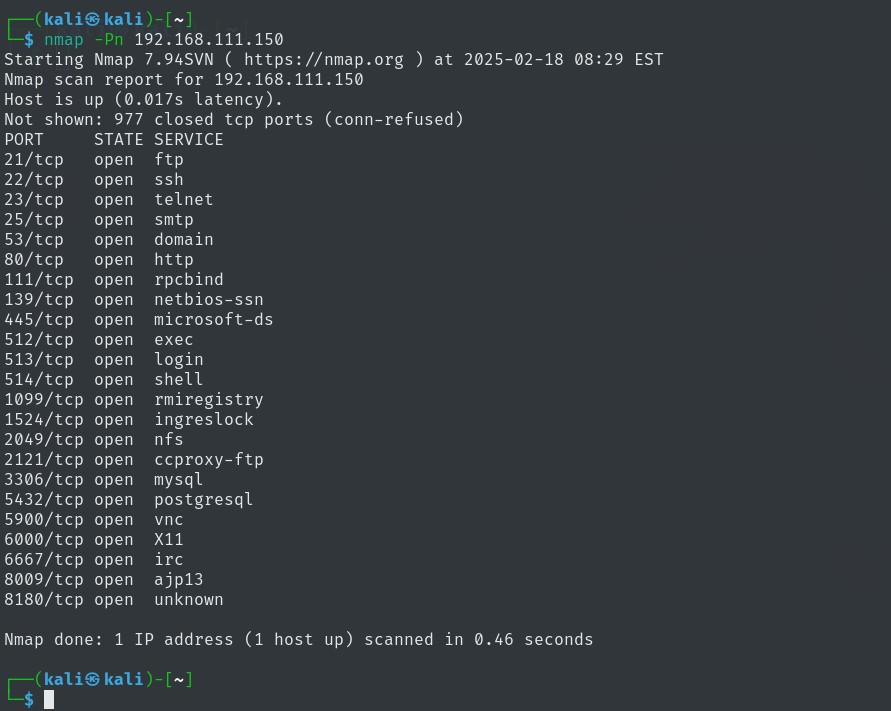 ┌──(kali㉿kali)-[~]
└─$ nmap -Pn 192.168.111.150
Starting Nmap 7.94SVN ( https://nmap.org ) at 2025-02-18 08:29 EST
Nmap scan report for 192.168.111.150
Host is up (0.017s latency).
Not shown: 977 closed tcp ports (conn-refused)
PORT     STATE SERVICE
21/tcp   open  ftp
22/tcp   open  ssh
23/tcp   open  telnet
25/tcp   open  smtp
53/tcp   open  domain
80/tcp   open  http
111/tcp  open  rpcbind
139/tcp  open  netbios-ssn
445/tcp  open  microsoft-ds
512/tcp  open  exec
513/tcp  open  login
514/tcp  open  shell
1099/tcp open  rmiregistry
1524/tcp open  ingreslock
2049/tcp open  nfs
2121/tcp open  ccproxy-ftp
3306/tcp open  mysql
5432/tcp open  postgresql
5900/tcp open  vnc
6000/tcp open  X11
6667/tcp open  irc
8009/tcp open  ajp13
8180/tcp open  unknown
Nmap done: 1 IP address (1 host up) scanned in 0.46 seconds
┌──(kali㉿kali)-[~]
└─$